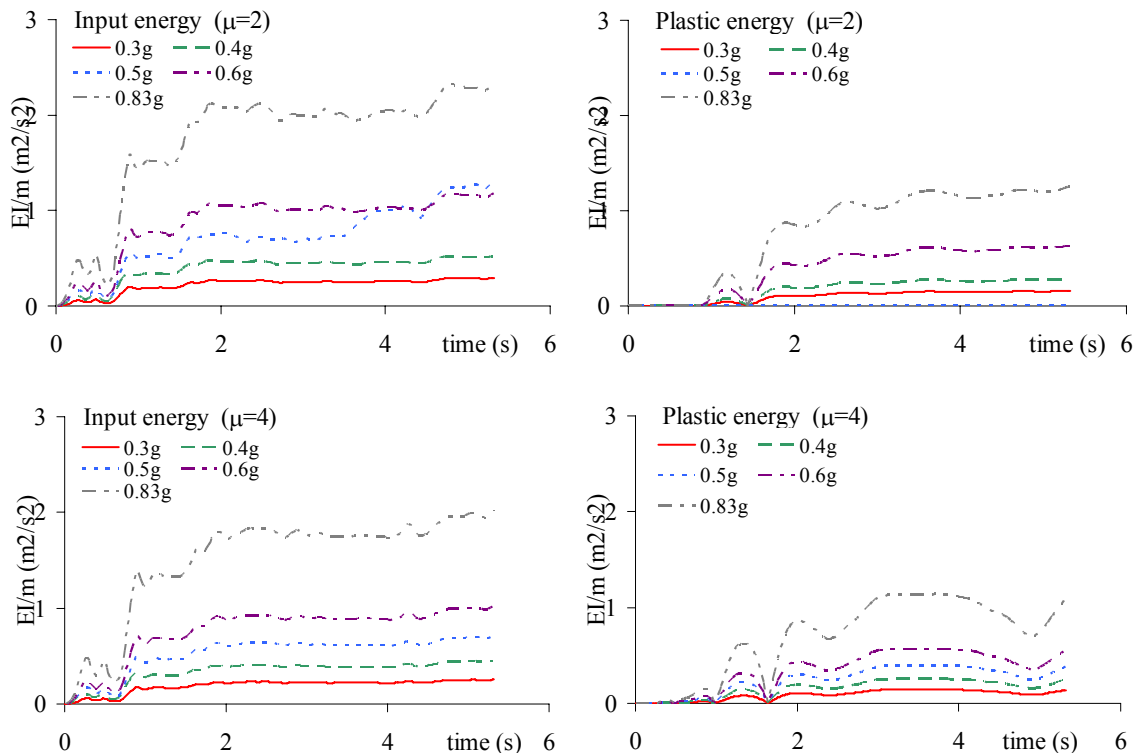 Input energy (μ=2)
0.3g 0.4g
0.5g 0.6g
0.83g
EI/m (m2/s2)
3
2
1
0
0 2 4 time (s) 6
Plastic energy (μ=2)
0.3g 0.4g
0.5g 0.6g
0.83g
EI/m (m2/s2)
3
2
1
0
0 2 4 time (s) 6
Input energy (μ=4)
0.3g 0.4g
0.5g 0.6g
0.83g
EI/m (m2/s2)
3
2
1
0
0 2 4 time (s) 6
Plastic energy (μ=4)
0.3g 0.4g
0.5g 0.6g
0.83g
EI/m (m2/s2)
3
2
1
0
0 2 4 time (s) 6